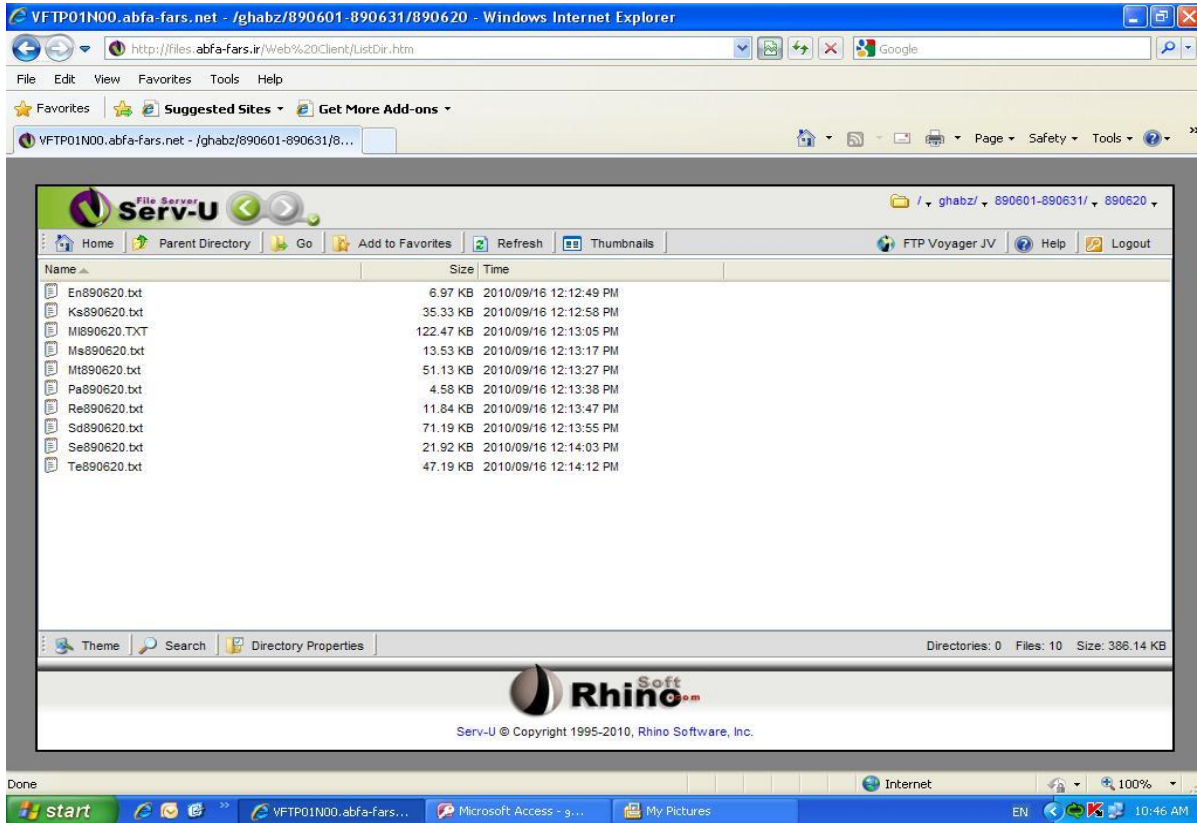 VFTP01N00.abfa-fars.net - /ghabz/890601-890631/890620 - Windows Internet Explorer
http://files.abfa-fars.ir/Web%20Client/ListDir.htm Google
File Edit View Favorites Tools Help
Favorites Suggested Sites Get More Add-ons
VFTP01N00.abfa-fars.net - /ghabz/890601-890631/8... Page Safety Tools
File Server
Serv-U / ghabz/ 890601-890631/ 890620
Home Parent Directory Go Add to Favorites Refresh Thumbnails FTP Voyager JV Help Logout
Name Size Time
En890620.txt 6.97 KB 2010/09/16 12:12:49 PM
Ks890620.txt 35.33 KB 2010/09/16 12:12:58 PM
Ml890620.TXT 122.47 KB 2010/09/16 12:13:05 PM
Ms890620.txt 13.53 KB 2010/09/16 12:13:17 PM
Mt890620.txt 51.13 KB 2010/09/16 12:13:27 PM
Pa890620.txt 4.58 KB 2010/09/16 12:13:38 PM
Re890620.txt 11.84 KB 2010/09/16 12:13:47 PM
Sd890620.txt 71.19 KB 2010/09/16 12:13:55 PM
Se890620.txt 21.92 KB 2010/09/16 12:14:03 PM
Te890620.txt 47.19 KB 2010/09/16 12:14:12 PM
Theme Search Directory Properties Directories: 0 Files: 10 Size: 386.14 KB
RhinoSoft.com
Serv-U © Copyright 1995-2010, Rhino Software, Inc.
Done Internet 100%
start VFTP01N00.abfa-fars... Microsoft Access - g... My Pictures EN 10:46 AM